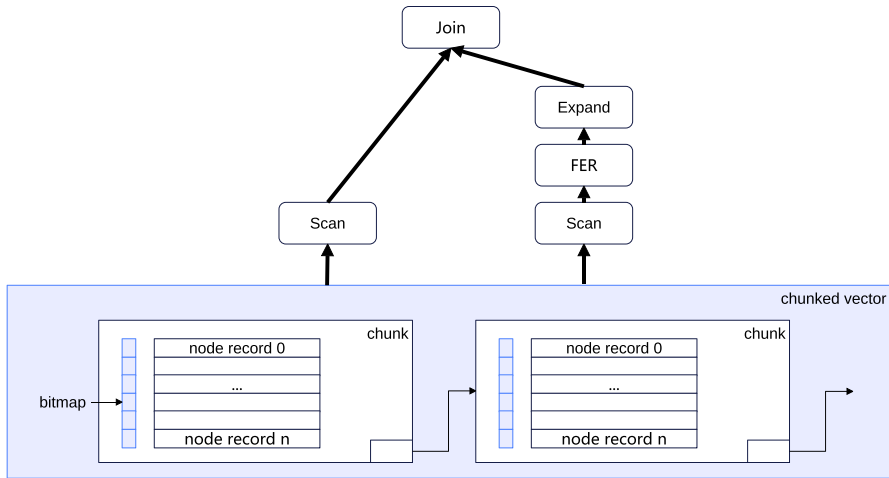 Join
Expand
FER
Scan
Scan
chunked vector
chunk
chunk
node record 0
node record 0
...
...
bitmap
node record n
node record n